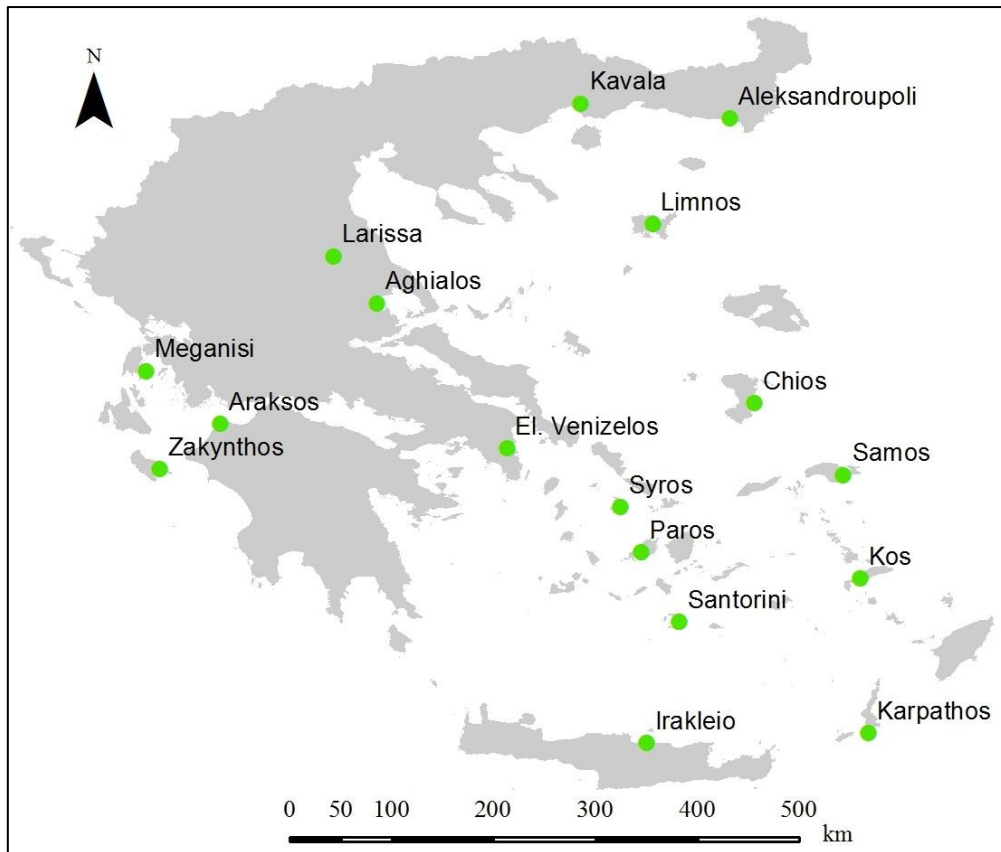 N
Kavala
Aleksandroupoli
Limnos
Larissa
Aghialos
Meganisi
Chios
Araksos
El. Venizelos
Zakynthos
Samos
Syros
Paros
Kos
Santorini
Karpathos
Irakleio
0 50 100 200 300 400 500
km